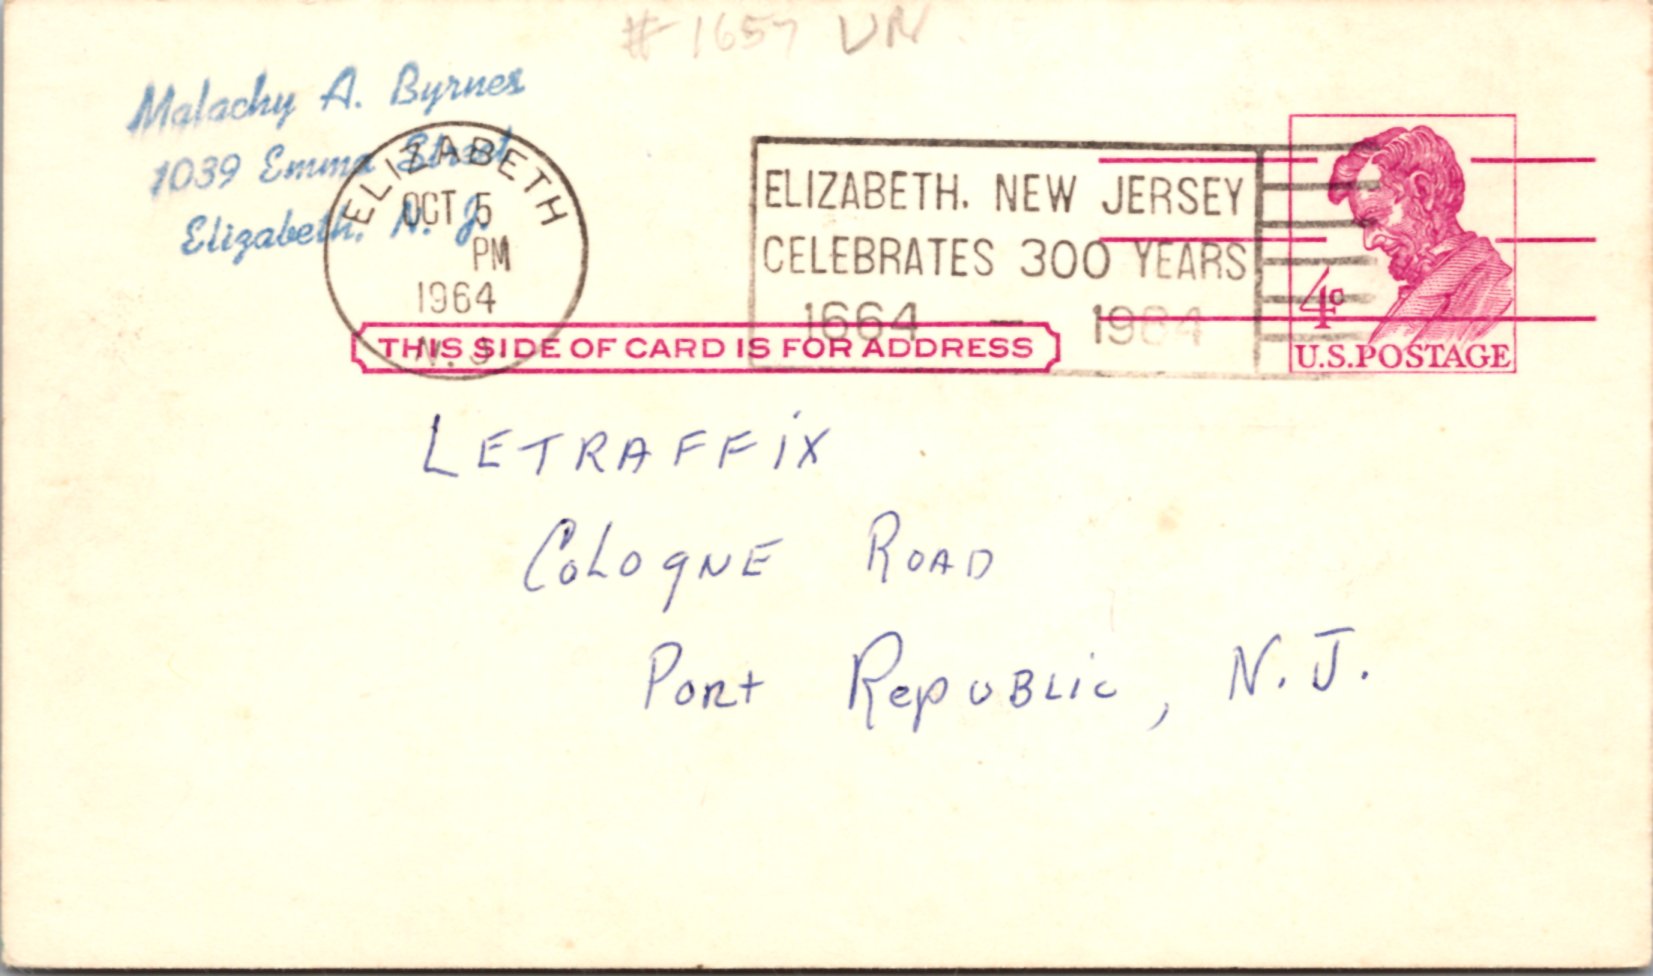 # 1657 UN
Malachy A. Byrnes
1039 Emma Street
Elizabeth, N. J.
ELIZABETH
OCT 5
PM
1964
N. J.
ELIZABETH, NEW JERSEY
CELEBRATES 300 YEARS
1664 - 1964
4c
U.S.POSTAGE
THIS SIDE OF CARD IS FOR ADDRESS
LETRAFFiX
COLOgNE ROAD
PORt RepUBLic, N.J.